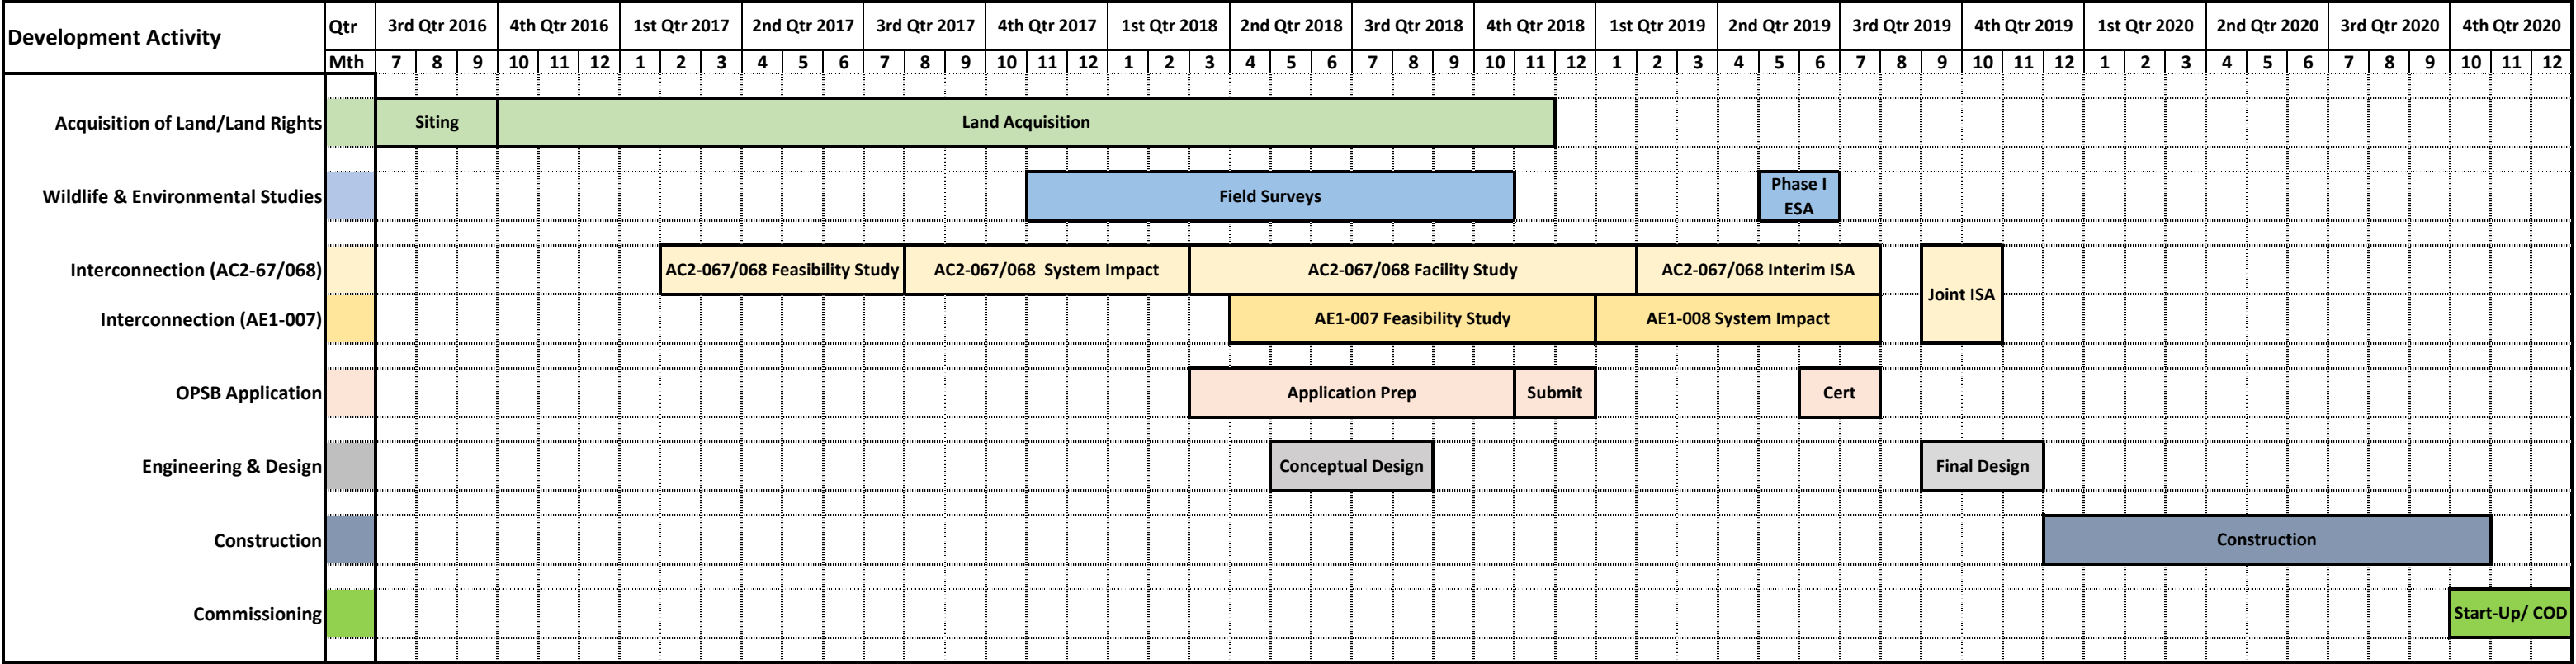 Development Activity
Qtr 3rd Qtr 2016 4th Qtr 2016 1st Qtr 2017 2nd Qtr 2017 3rd Qtr 2017 4th Qtr 2017 1st Qtr 2018 2nd Qtr 2018 3rd Qtr 2018 4th Qtr 2018 1st Qtr 2019 2nd Qtr 2019 3rd Qtr 2019 4th Qtr 2019 1st Qtr 2020 2nd Qtr 2020 3rd Qtr 2020 4th Qtr 2020
Mth 7 8 9 10 11 12 1 2 3 4 5 6 7 8 9 10 11 12 1 2 3 4 5 6 7 8 9 10 11 12 1 2 3 4 5 6 7 8 9 10 11 12 1 2 3 4 5 6 7 8 9 10 11 12
Acquisition of Land/Land Rights Siting Land Acquisition
Wildlife & Environmental Studies Field Surveys Phase I
ESA
Interconnection (AC2-67/068) AC2-067/068 Feasibility Study AC2-067/068 System Impact AC2-067/068 Facility Study AC2-067/068 Interim ISA
Joint ISA
Interconnection (AE1-007) AE1-007 Feasibility Study AE1-008 System Impact
OPSB Application Application Prep Submit Cert
Engineering & Design Conceptual Design Final Design
Construction Construction
Commissioning Start-Up/ COD